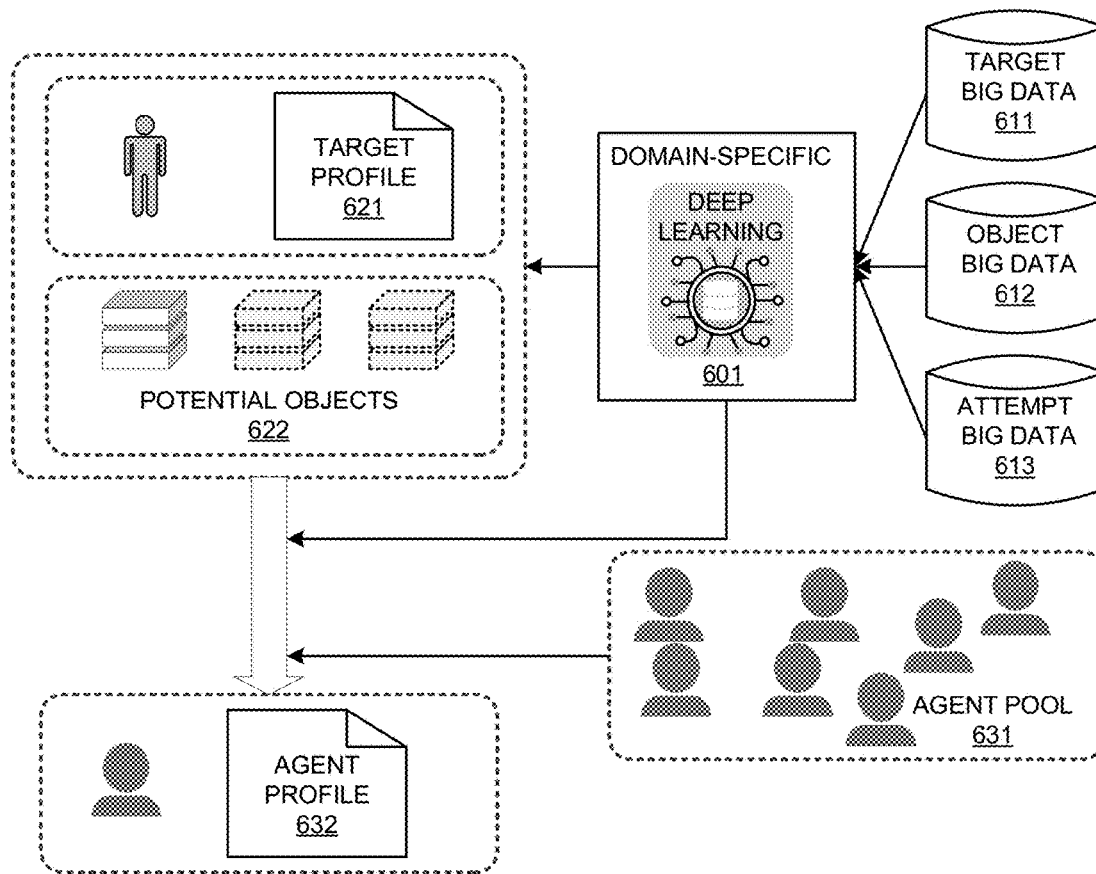 TARGET
PROFILE
621
POTENTIAL OBJECTS
622
DOMAIN-SPECIFIC
DEEP
LEARNING
601
TARGET
BIG DATA
611
OBJECT
BIG DATA
612
ATTEMPT
BIG DATA
613
AGENT POOL
631
AGENT
PROFILE
632